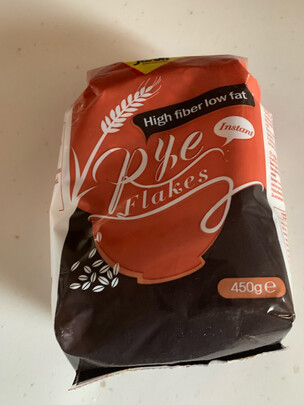 High fiber low fat
Instant
Rye
Flakes
450g e